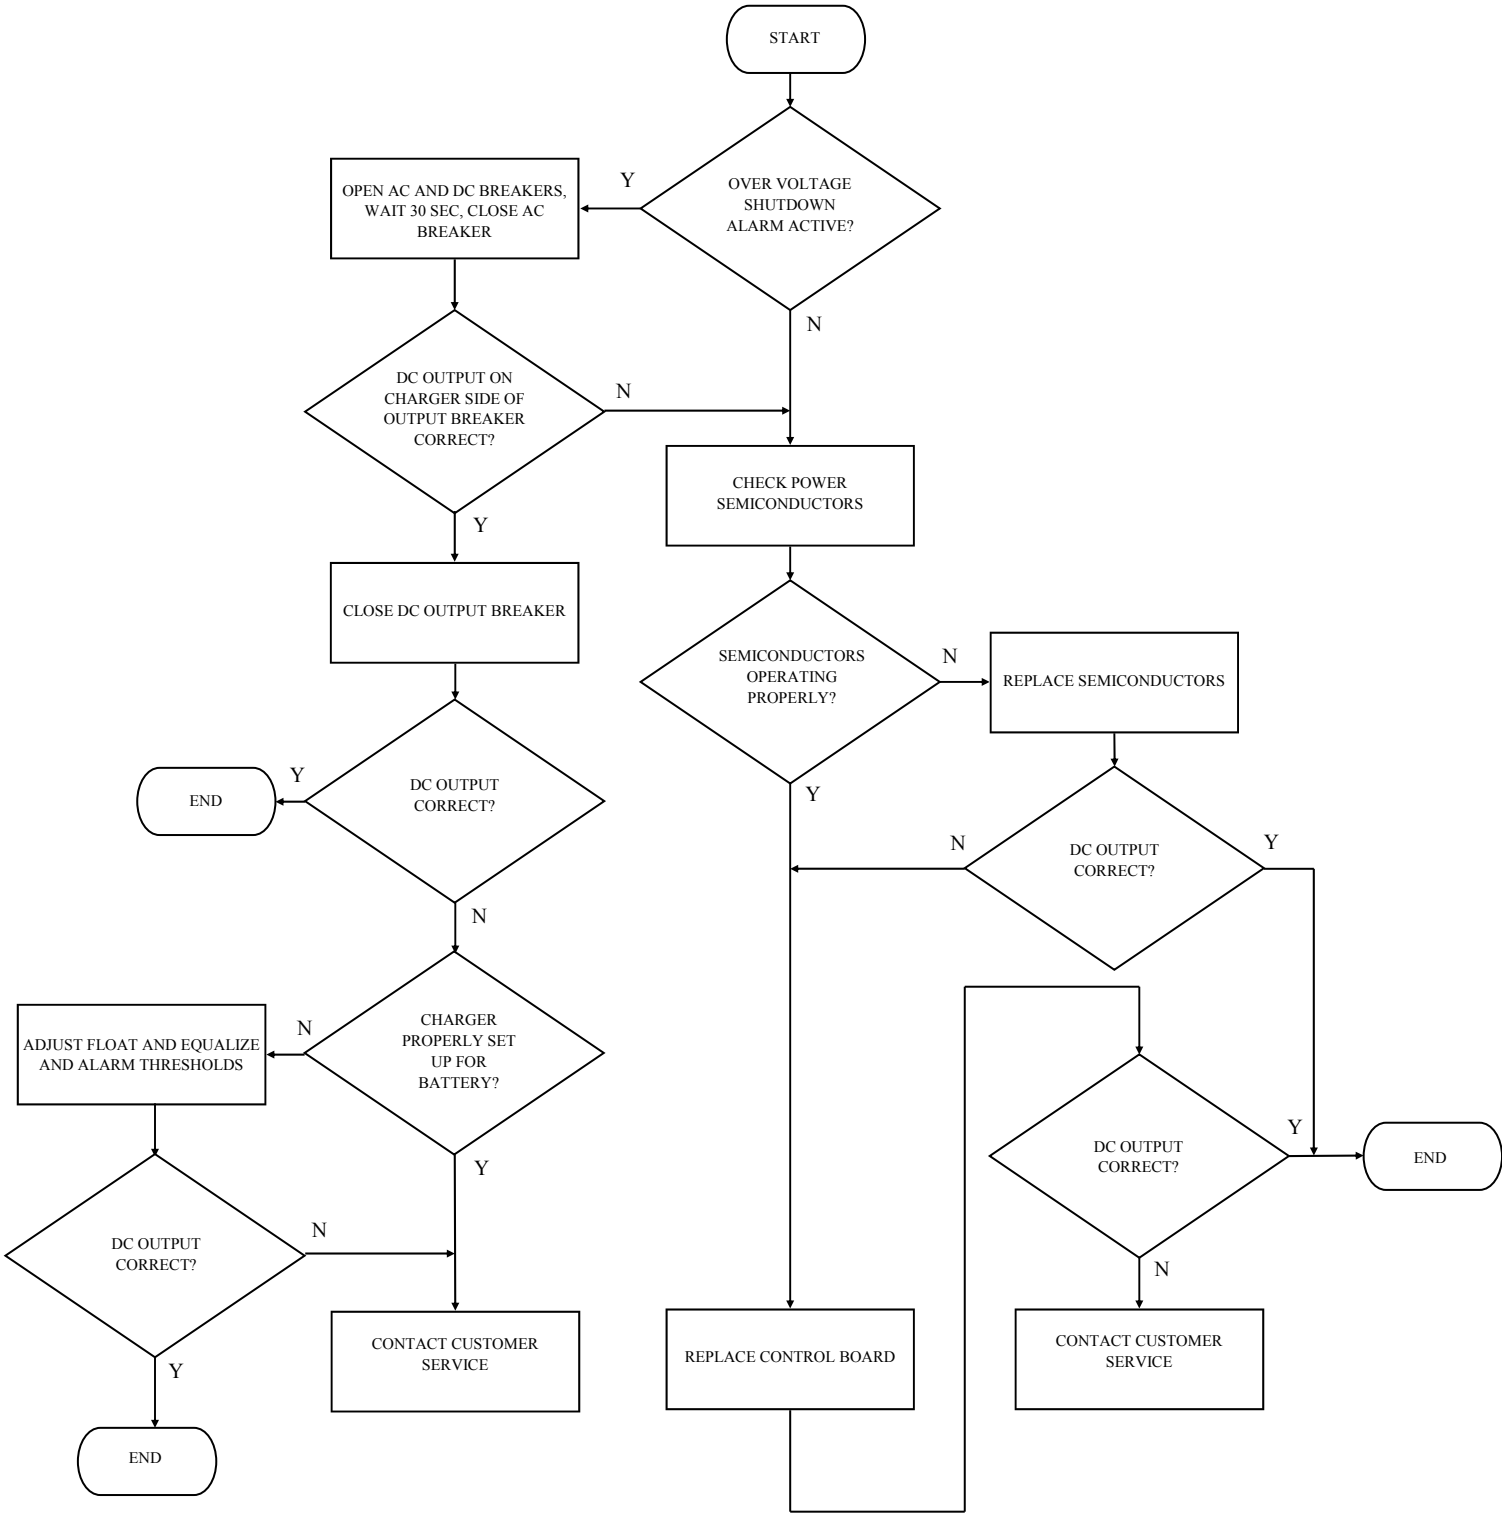 START
OVER VOLTAGE
SHUTDOWN
ALARM ACTIVE?
Y
N
OPEN AC AND DC BREAKERS,
WAIT 30 SEC, CLOSE AC
BREAKER
DC OUTPUT ON
CHARGER SIDE OF
OUTPUT BREAKER
CORRECT?
N
Y
CHECK POWER
SEMICONDUCTORS
CLOSE DC OUTPUT BREAKER
SEMICONDUCTORS
OPERATING
PROPERLY?
N
Y
REPLACE SEMICONDUCTORS
DC OUTPUT
CORRECT?
Y
N
END
DC OUTPUT
CORRECT?
N
Y
CHARGER
PROPERLY SET
UP FOR
BATTERY?
N
Y
ADJUST FLOAT AND EQUALIZE
AND ALARM THRESHOLDS
DC OUTPUT
CORRECT?
N
Y
END
CONTACT CUSTOMER
SERVICE
REPLACE CONTROL BOARD
DC OUTPUT
CORRECT?
Y
N
END
CONTACT CUSTOMER
SERVICE